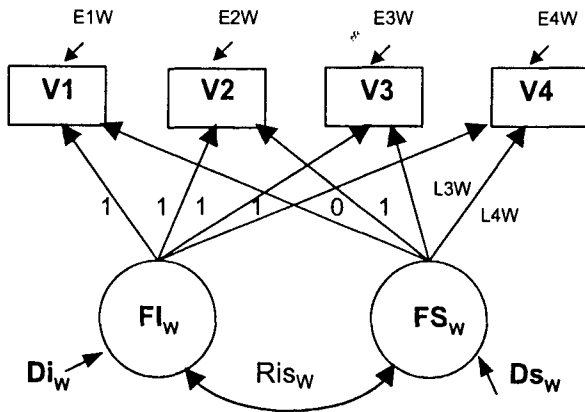 E1W E2W E3W E4W
V1 V2 V3 V4
1 1 1 1 0 1 L3W
L4W
FIW FSW
DiW RisW DsW